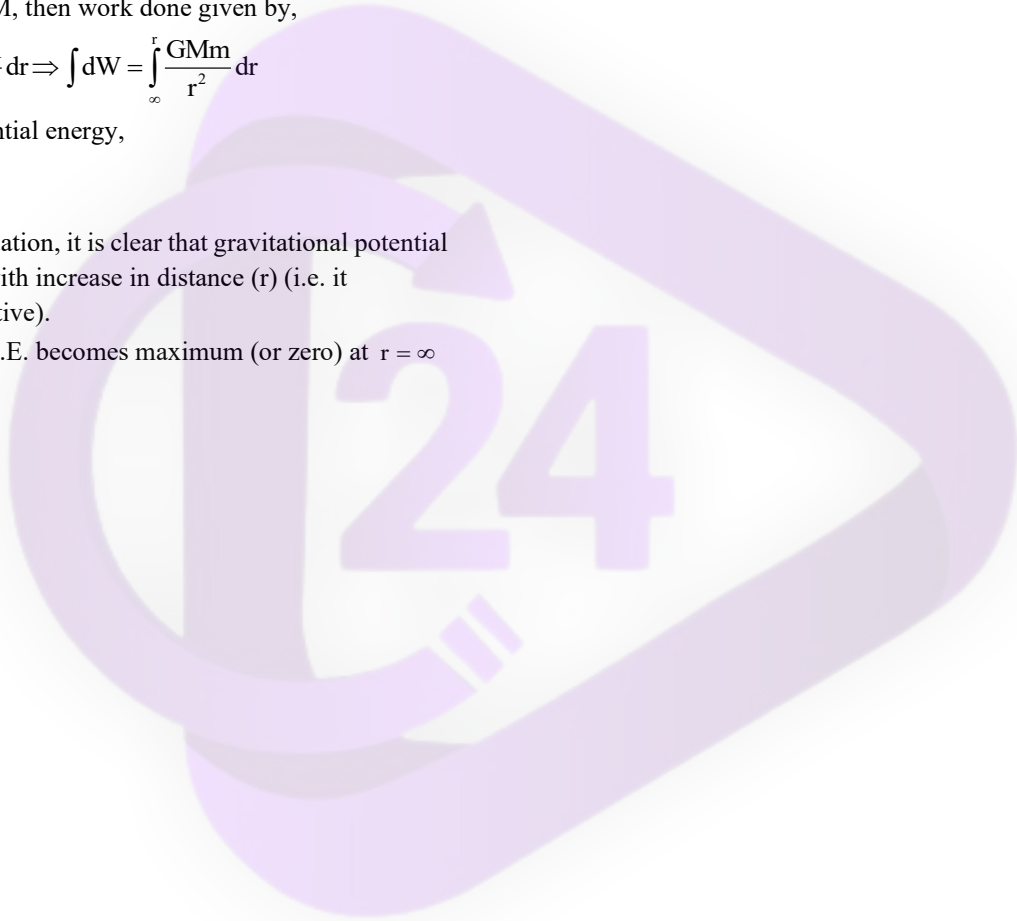 M, then work done given by,
dr⇒ ∫dW = ∫_∞^r GMm/r² dr
ntial energy,
ation, it is clear that gravitational potential
ith increase in distance (r) (i.e. it
tive).
.E. becomes maximum (or zero) at r = ∞
24